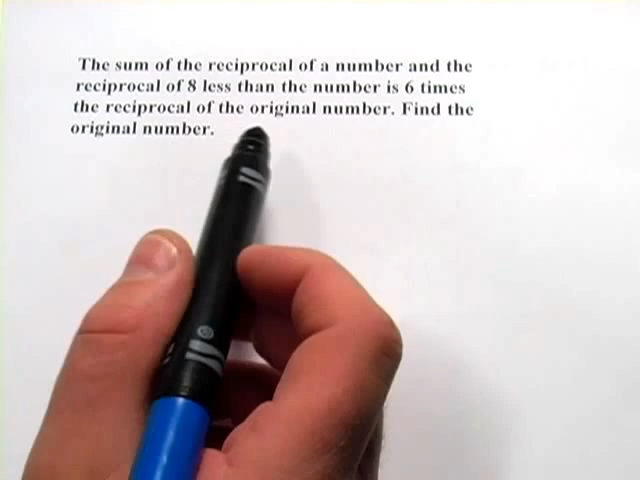 The sum of the reciprocal of a number and the
reciprocal of 8 less than the number is 6 times
the reciprocal of the original number. Find the
original number.